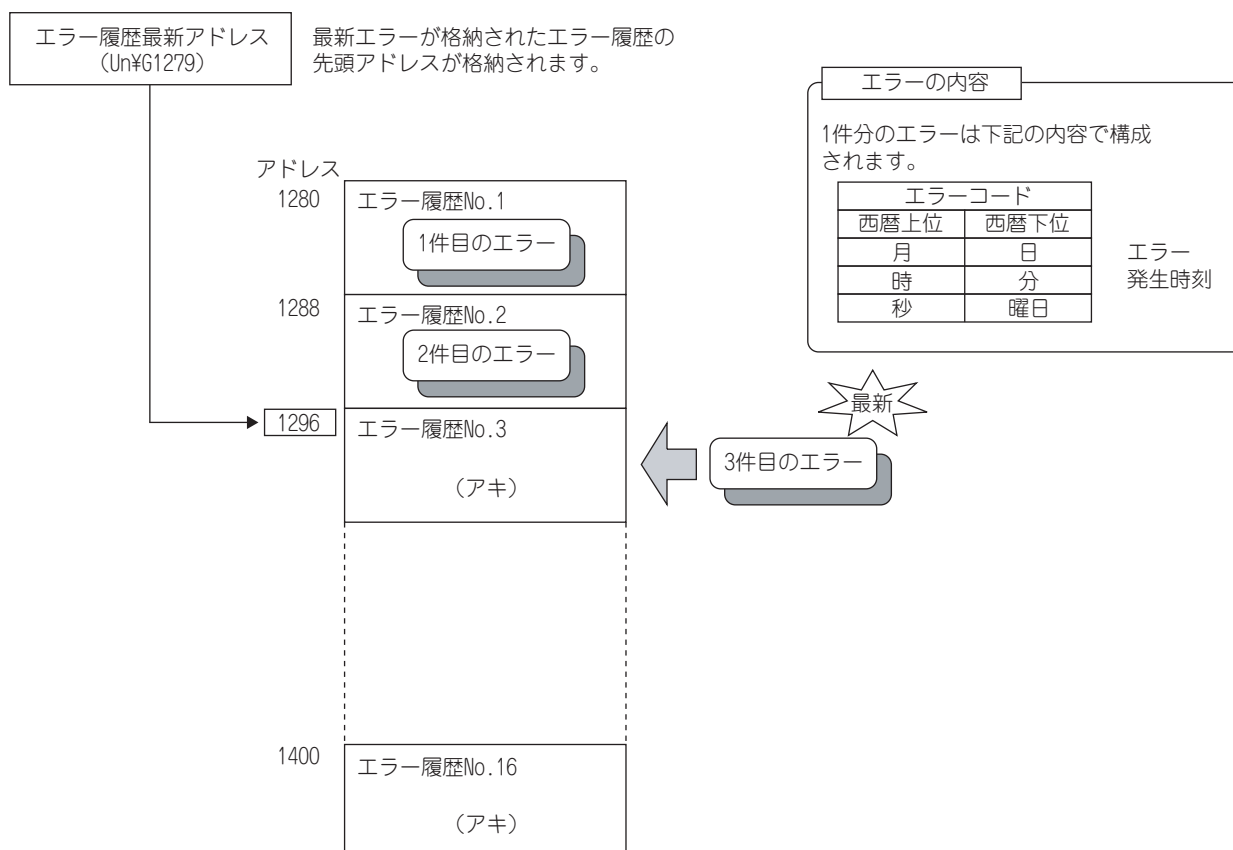 エラー履歴最新アドレス
(Un¥G1279)
最新エラーが格納されたエラー履歴の
先頭アドレスが格納されます。
エラーの内容
1件分のエラーは下記の内容で構成
されます。
エラーコード
西暦上位 西暦下位
月 日
時 分
秒 曜日
エラー
発生時刻
アドレス
1280
エラー履歴No.1
1件目のエラー
1288
エラー履歴No.2
2件目のエラー
1296
エラー履歴No.3
(アキ)
最新
3件目のエラー
1400
エラー履歴No.16
(アキ)